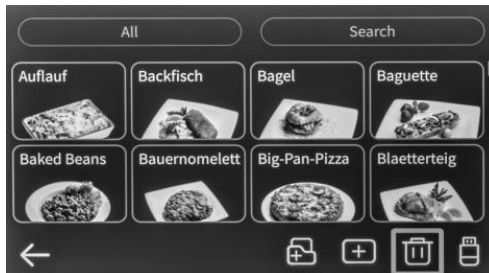 All
Search
Auflauf
Backfisch
Bagel
Baguette
Baked Beans
Bauernomelett
Big-Pan-Pizza
Blaetterteig